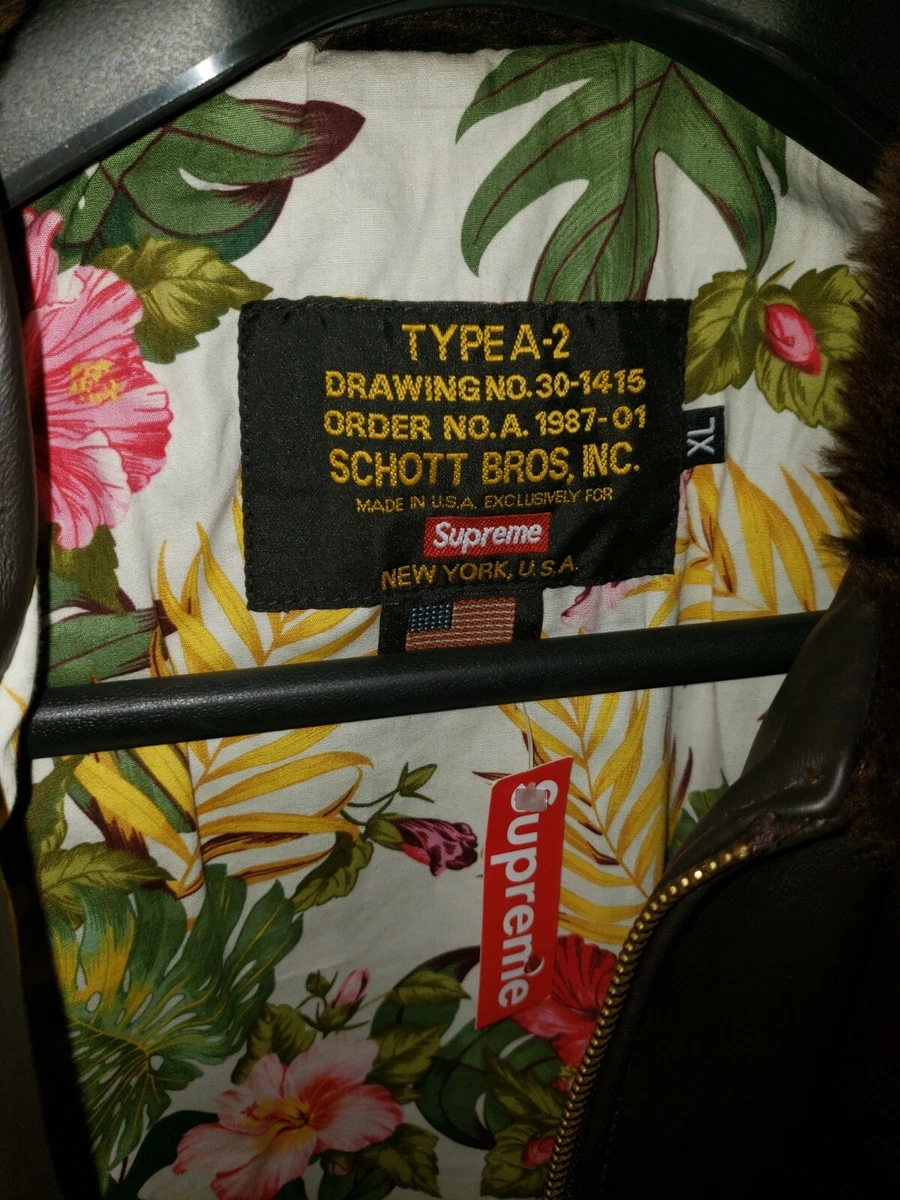 TYPE A-2
DRAWING NO. 30-1415
ORDER NO. A. 1987-01
SCHOTT BROS, INC.
MADE IN U.S.A. EXCLUSIVELY FOR
Supreme
NEW YORK, U.S.A.
XL
Supreme